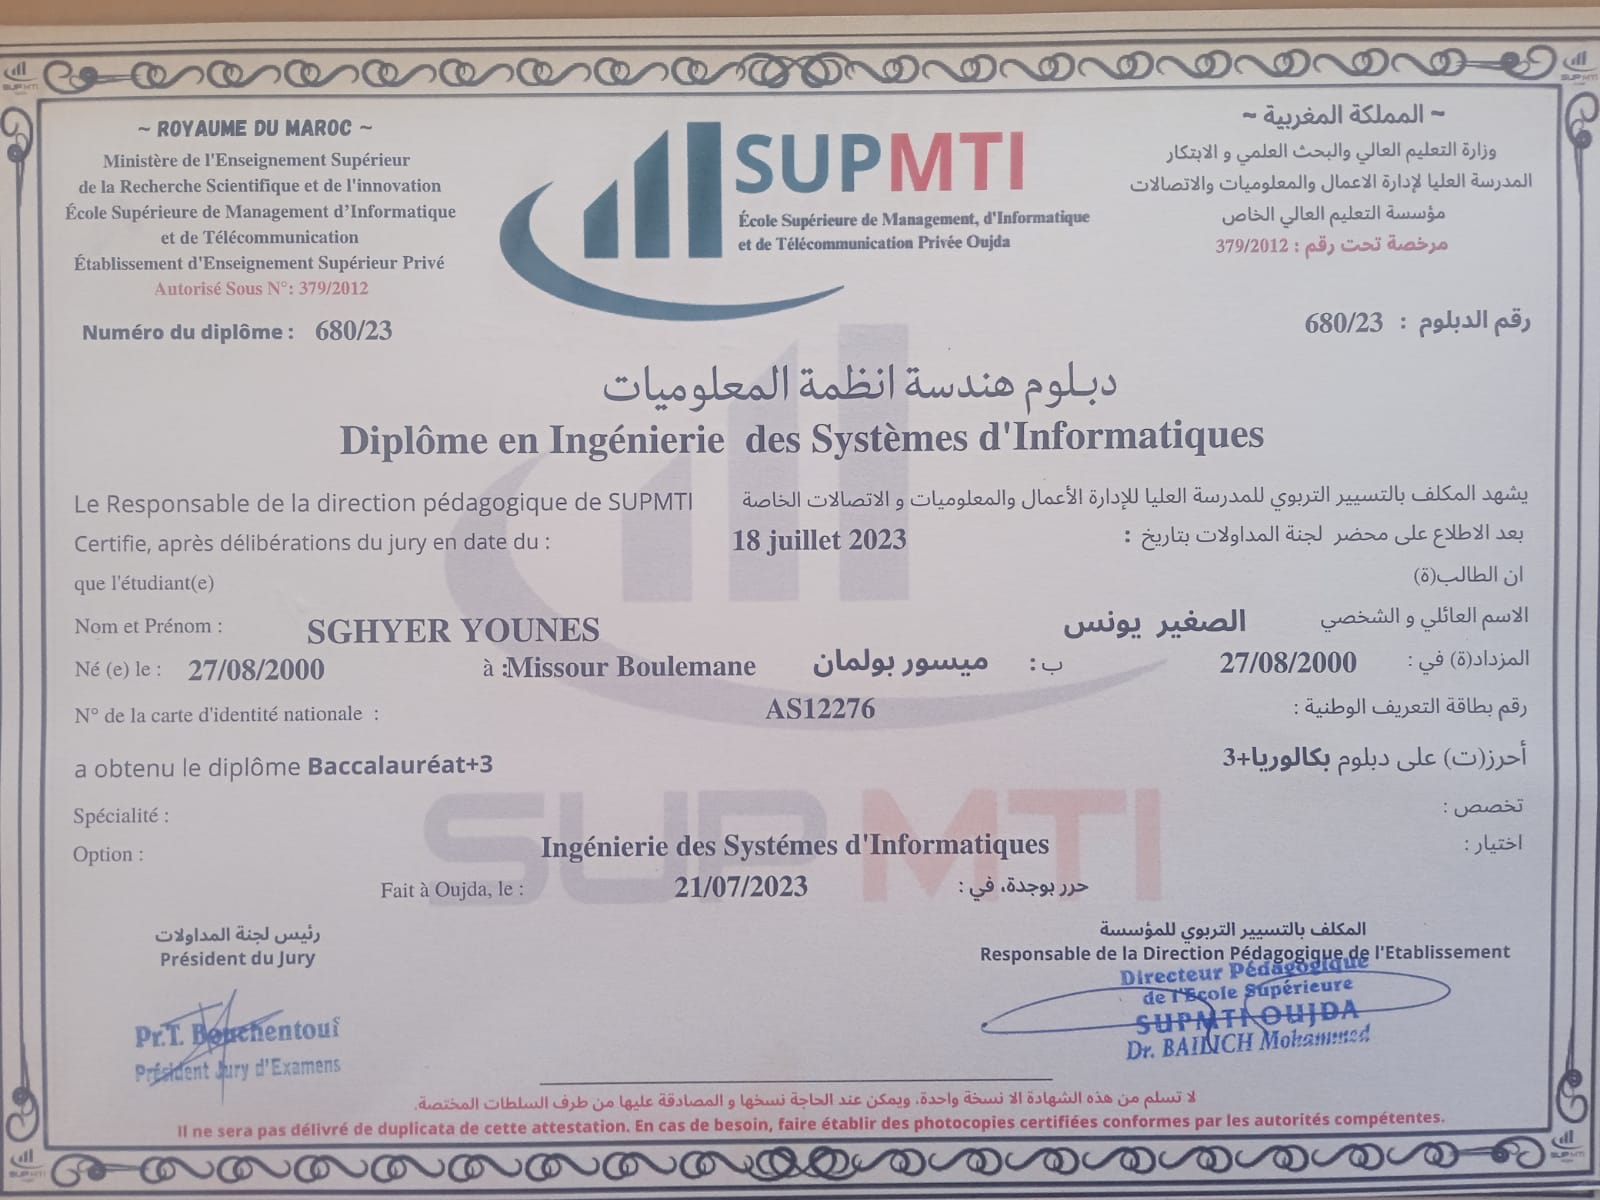 ~ ROYAUME DU MAROC ~
Ministère de l'Enseignement Supérieur
de la Recherche Scientifique et de l'innovation
École Supérieure de Management d'Informatique
et de Télécommunication
Établissement d'Enseignement Supérieur Privé
Autorisé Sous N°: 379/2012
Numéro du diplôme : 680/23
SUPMTI
École Supérieure de Management, d'Informatique
et de Télécommunication Privée Oujda
~ المملكة المغربية ~
وزارة التعليم العالي والبحث العلمي و الابتكار
المدرسة العليا لإدارة الاعمال والمعلوميات والاتصالات
مؤسسة التعليم العالي الخاص
مرخصة تحت رقم : 379/2012
رقم الدبلوم : 680/23
دبلوم هندسة انظمة المعلوميات
Diplôme en Ingénierie des Systèmes d'Informatiques
Le Responsable de la direction pédagogique de SUPMTI
يشهد المكلف بالتسيير التربوي للمدرسة العليا للإدارة الأعمال والمعلوميات و الاتصالات الخاصة
Certifie, après délibérations du jury en date du : 18 juillet 2023 بعد الاطلاع على محضر لجنة المداولات بتاريخ :
que l'étudiant(e) ان الطالب(ة)
Nom et Prénom : SGHYER YOUNES الصغير يونس الاسم العائلي و الشخصي
Né (e) le : 27/08/2000 à :Missour Boulemane ميسور بولمان ب : 27/08/2000 المزداد(ة) في :
N° de la carte d'identité nationale : AS12276 رقم بطاقة التعريف الوطنية :
a obtenu le diplôme Baccalauréat+3 أحرز(ت) على دبلوم بكالوريا+3
Spécialité : تخصص :
Option : Ingénierie des Systémes d'Informatiques اختيار :
Fait à Oujda, le : 21/07/2023 حرر بوجدة، في :
SUPMTI
رئيس لجنة المداولات
Président du Jury
Pr.T. Bouchentouf
Président Jury d'Examens
المكلف بالتسيير التربوي للمؤسسة
Responsable de la Direction Pédagogique de l'Etablissement
Directeur Pédagogique
de l'Ecole Supérieure
SUPMTI OUJDA
Dr. BAILICH Mohammed
لا تسلم من هذه الشهادة الا نسخة واحدة، ويمكن عند الحاجة نسخها و المصادقة عليها من طرف السلطات المختصة.
Il ne sera pas délivré de duplicata de cette attestation. En cas de besoin, faire établir des photocopies certifiées conformes par les autorités compétentes.